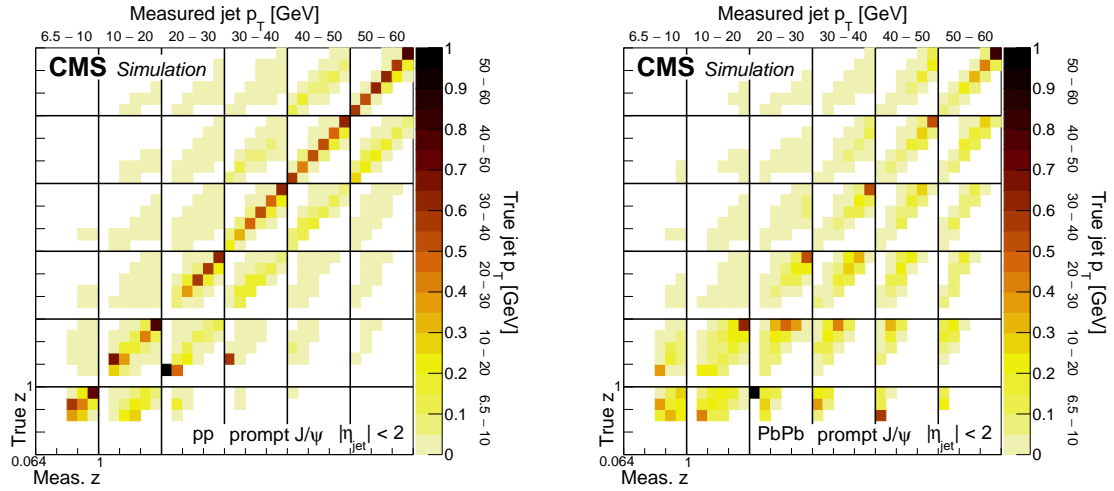 Measured jet p_T [GeV]
6.5 − 10 10 − 20 20 − 30 30 − 40 40 − 50 50 − 60
CMS Simulation
1
0.9
0.8
0.7
0.6
0.5
0.4
0.3
0.2
0.1
0
50 − 60
40 − 50
30 − 40
20 − 30
10 − 20
6.5 − 10
True jet p_T [GeV]
1
True z
pp prompt J/ψ |η_jet| < 2
0.064 1
Meas. z
Measured jet p_T [GeV]
6.5 − 10 10 − 20 20 − 30 30 − 40 40 − 50 50 − 60
CMS Simulation
1
0.9
0.8
0.7
0.6
0.5
0.4
0.3
0.2
0.1
0
50 − 60
40 − 50
30 − 40
20 − 30
10 − 20
6.5 − 10
True jet p_T [GeV]
1
True z
PbPb prompt J/ψ |η_jet| < 2
0.064 1
Meas. z